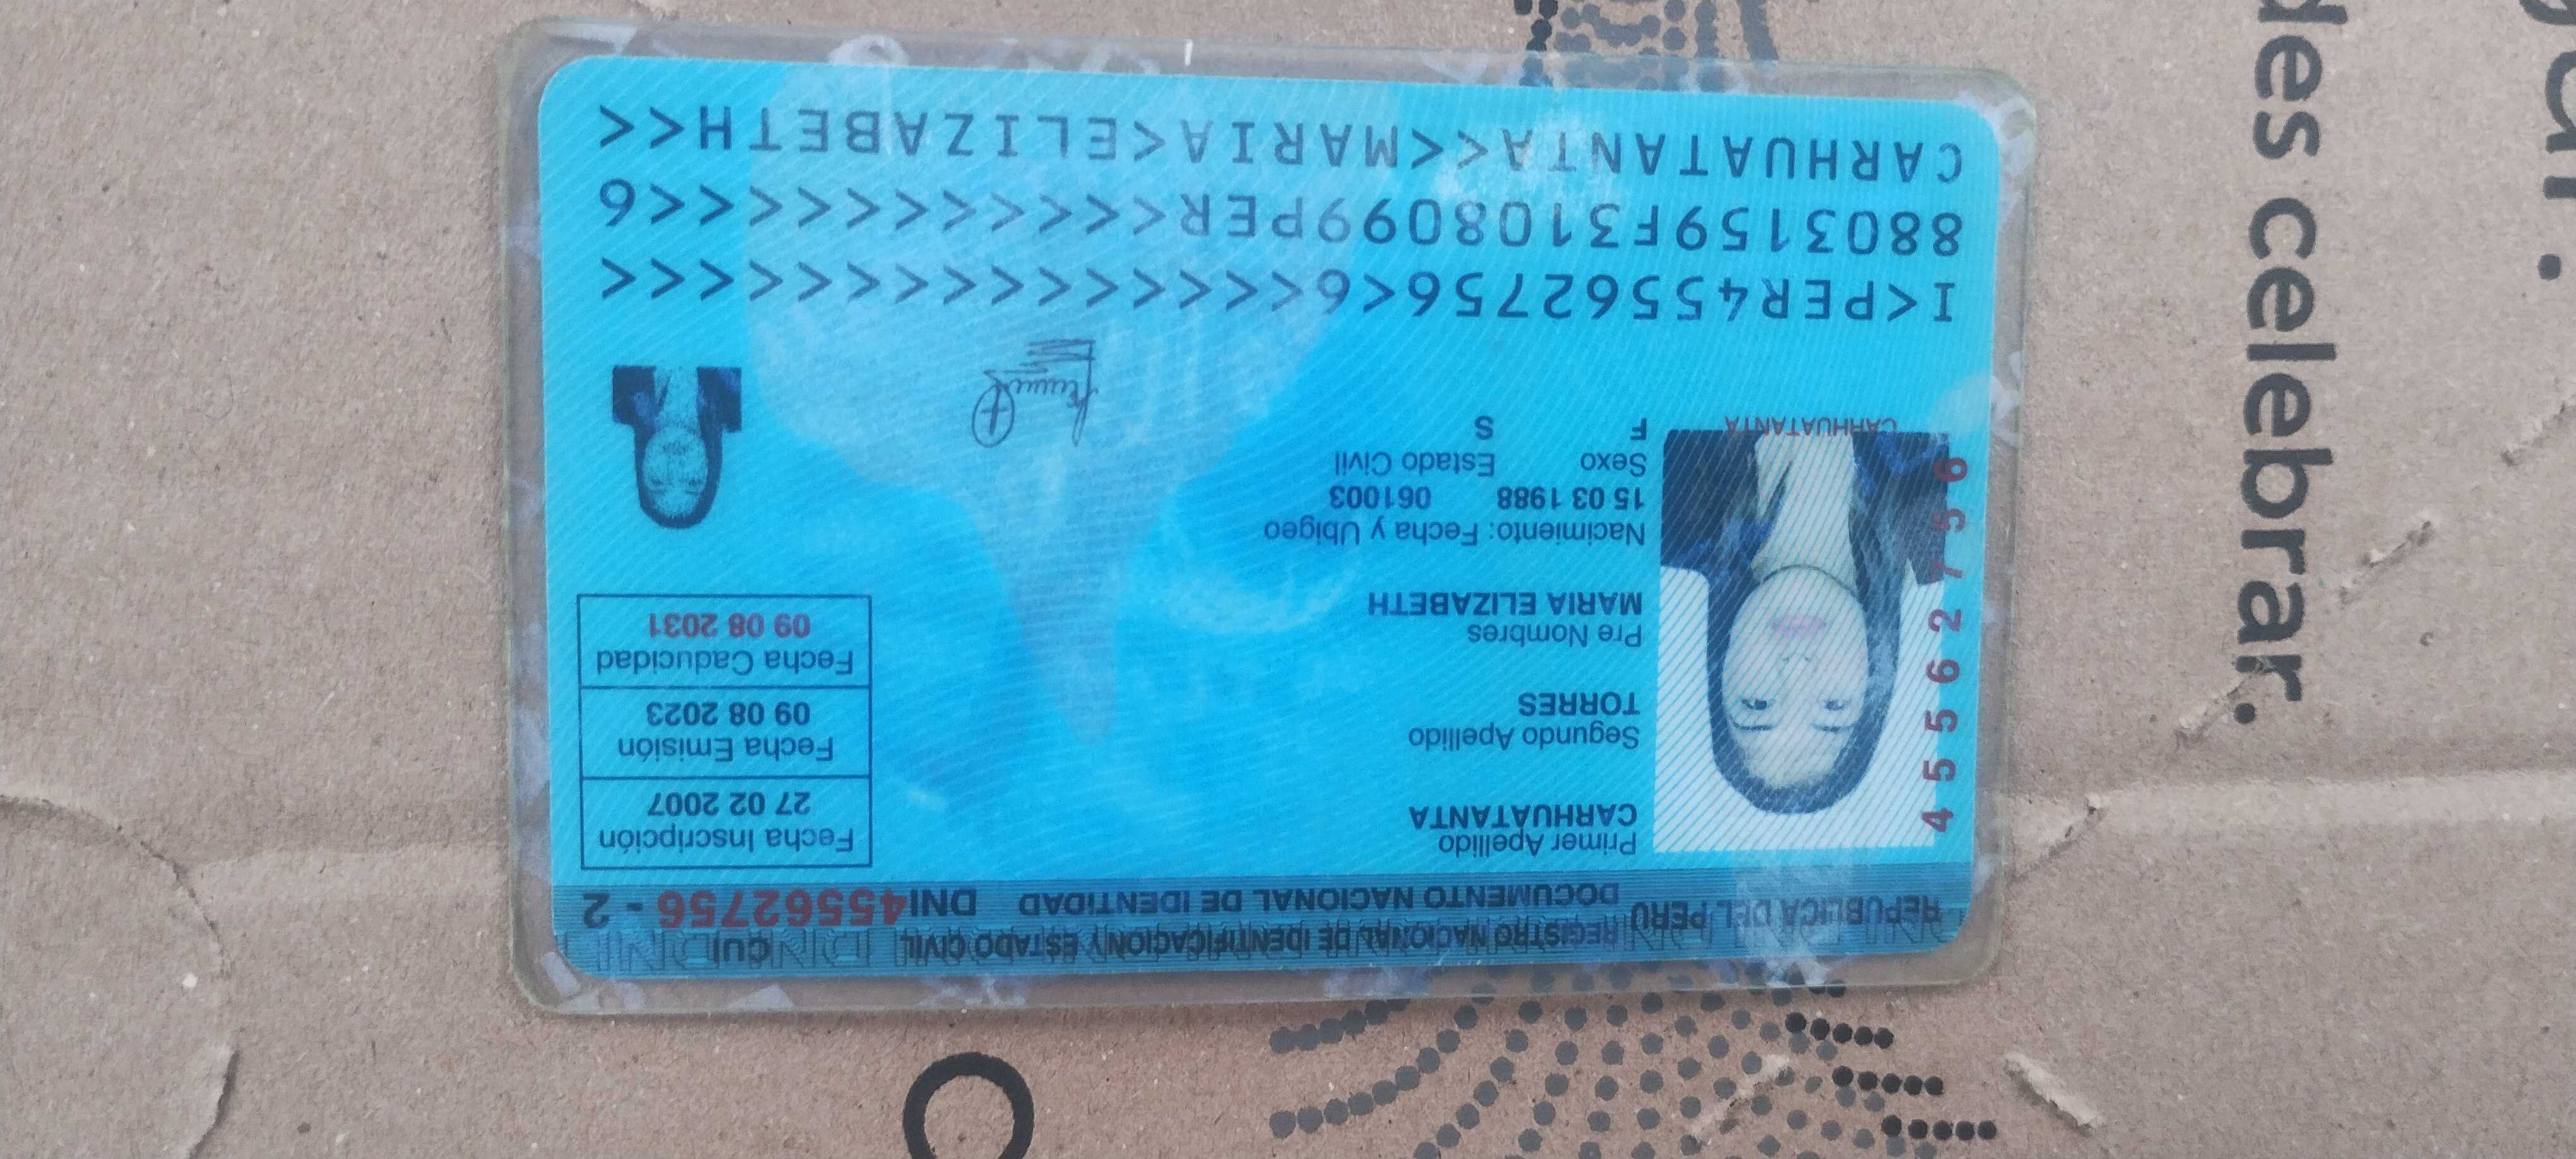 REGISTRO NACIONAL DE IDENTIFICACION Y ESTADO CIVIL
CUI
REPUBLICA DEL PERU
DOCUMENTO NACIONAL DE IDENTIDAD
DNI45562756 - 2
Primer Apellido
CARHUATANTA
Segundo Apellido
TORRES
Pre Nombres
MARIA ELIZABETH
Nacimiento: Fecha y Ubigeo
15 03 1988 061003
Sexo Estado Civil
F S
Fecha Inscripción
27 02 2007
Fecha Emisión
09 08 2023
Fecha Caducidad
09 08 2031
45562756
CARHUATANTA
I<PER45562756<6<<<<<<<<<<<<<<<
8803159F3108099PER<<<<<<<<<<<6
CARHUATANTA<<MARIA<ELIZABETH<<
des celebrar.